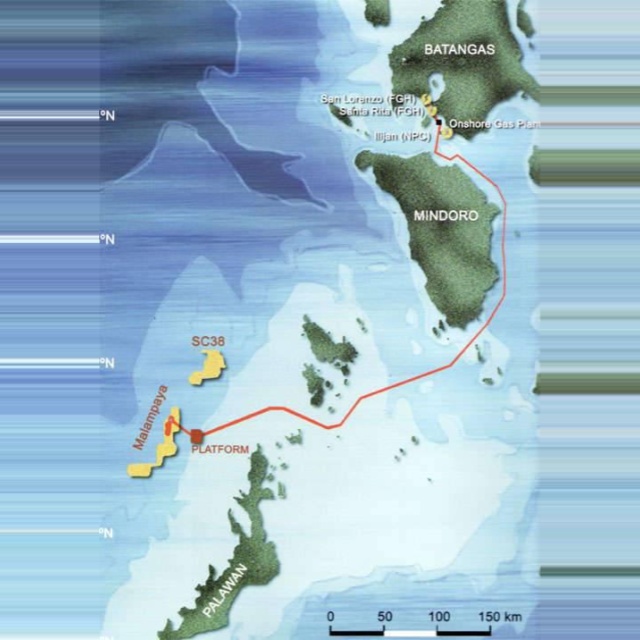 BATANGAS
San Lorenzo (FGH)
Santa Rita (FGH)
°N
Onshore Gas Plan
Ilijan (NPC)
MINDORO
°N
SC38
°N
Malampaya
PLATFORM
°N
PALAWAN
0 50 100 150 km